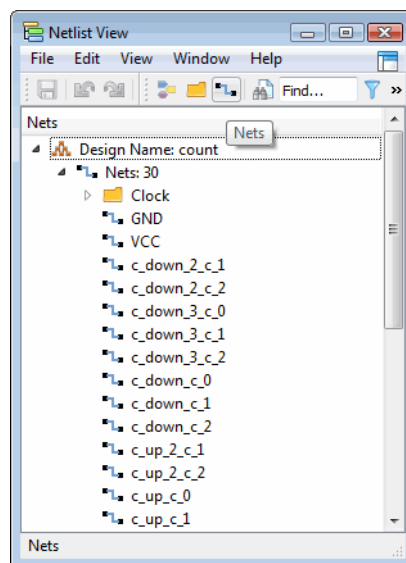 Netlist View
File Edit View Window Help
Find... »
Nets
Nets
Design Name: count
Nets: 30
Clock
GND
VCC
c_down_2_c_1
c_down_2_c_2
c_down_3_c_0
c_down_3_c_1
c_down_3_c_2
c_down_c_0
c_down_c_1
c_down_c_2
c_up_2_c_1
c_up_2_c_2
c_up_c_0
c_up_c_1
Nets